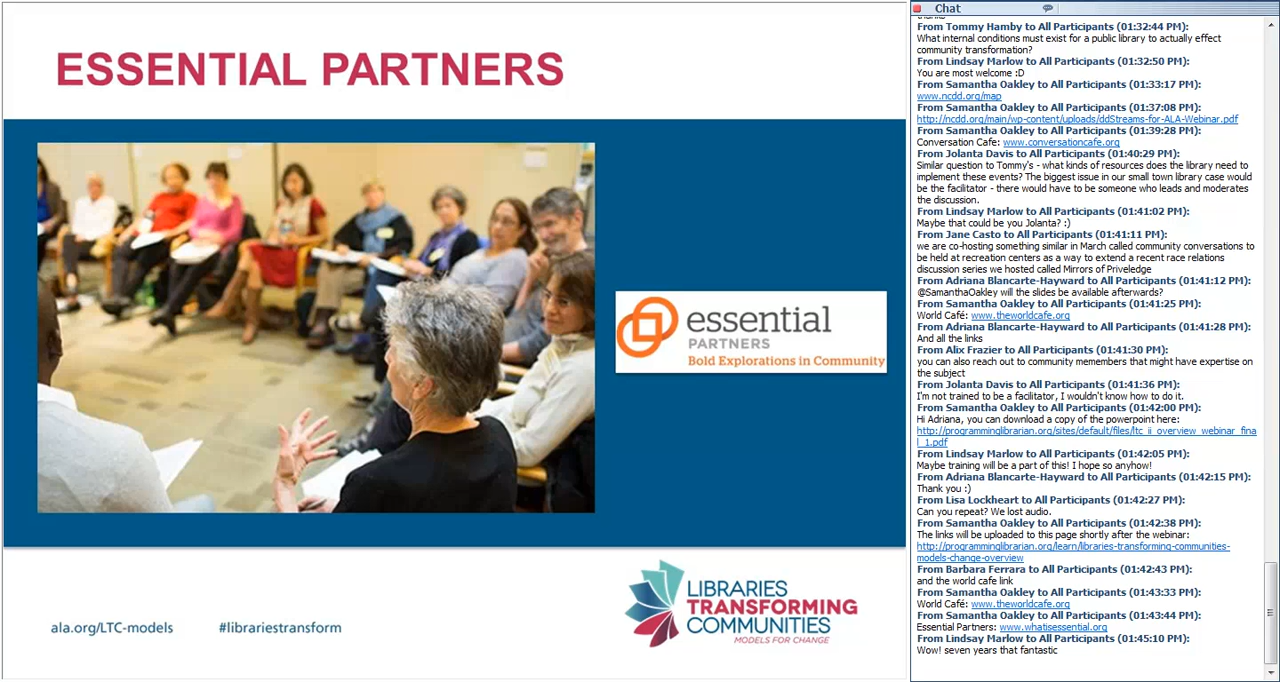 ESSENTIAL PARTNERS
essential
PARTNERS
Bold Explorations in Community
ala.org/LTC-models
#librariestransform
LIBRARIES
TRANSFORMING
COMMUNITIES
MODELS FOR CHANGE
Chat
thanks
From Tommy Hamby to All Participants (01:32:44 PM):
What internal conditions must exist for a public library to actually effect
community transformation?
From Lindsay Marlow to All Participants (01:32:50 PM):
You are most welcome :D
From Samantha Oakley to All Participants (01:33:17 PM):
www.ncdd.org/map
From Samantha Oakley to All Participants (01:37:08 PM):
http://ncdd.org/main/wp-content/uploads/ddStreams-for-ALA-Webinar.pdf
From Samantha Oakley to All Participants (01:39:28 PM):
Conversation Cafe: www.conversationcafe.org
From Jolanta Davis to All Participants (01:40:29 PM):
Similar question to Tommy's - what kinds of resources does the library need to
implement these events? The biggest issue in our small town library case would
be the facilitator - there would have to be someone who leads and moderates
the discussion.
From Lindsay Marlow to All Participants (01:41:02 PM):
Maybe that could be you Jolanta? :)
From Jane Casto to All Participants (01:41:11 PM):
we are co-hosting something similar in March called community conversations to
be held at recreation centers as a way to extend a recent race relations
discussion series we hosted called Mirrors of Priveledge
From Adriana Blancarte-Hayward to All Participants (01:41:12 PM):
@SamanthaOakley will the slides be available afterwards?
From Samantha Oakley to All Participants (01:41:25 PM):
World Café: www.theworldcafe.org
From Adriana Blancarte-Hayward to All Participants (01:41:28 PM):
And all the links
From Alix Frazier to All Participants (01:41:30 PM):
you can also reach out to community memembers that might have expertise on
the subject
From Jolanta Davis to All Participants (01:41:36 PM):
I'm not trained to be a facilitator, I wouldn't know how to do it.
From Samantha Oakley to All Participants (01:42:00 PM):
Hi Adriana, you can download a copy of the powerpoint here:
http://programminglibrarian.org/sites/default/files/ltc_ii_overview_webinar_fina
l_1.pdf
From Lindsay Marlow to All Participants (01:42:05 PM):
Maybe training will be a part of this! I hope so anyhow!
From Adriana Blancarte-Hayward to All Participants (01:42:15 PM):
Thank you :)
From Lisa Lockheart to All Participants (01:42:27 PM):
Can you repeat? We lost audio.
From Samantha Oakley to All Participants (01:42:38 PM):
The links will be uploaded to this page shortly after the webinar:
http://programminglibrarian.org/learn/libraries-transforming-communities-
models-change-overview
From Barbara Ferrara to All Participants (01:42:43 PM):
and the world cafe link
From Samantha Oakley to All Participants (01:43:33 PM):
World Café: www.theworldcafe.org
From Samantha Oakley to All Participants (01:43:44 PM):
Essential Partners: www.whatisessential.org
From Lindsay Marlow to All Participants (01:45:10 PM):
Wow! seven years that fantastic